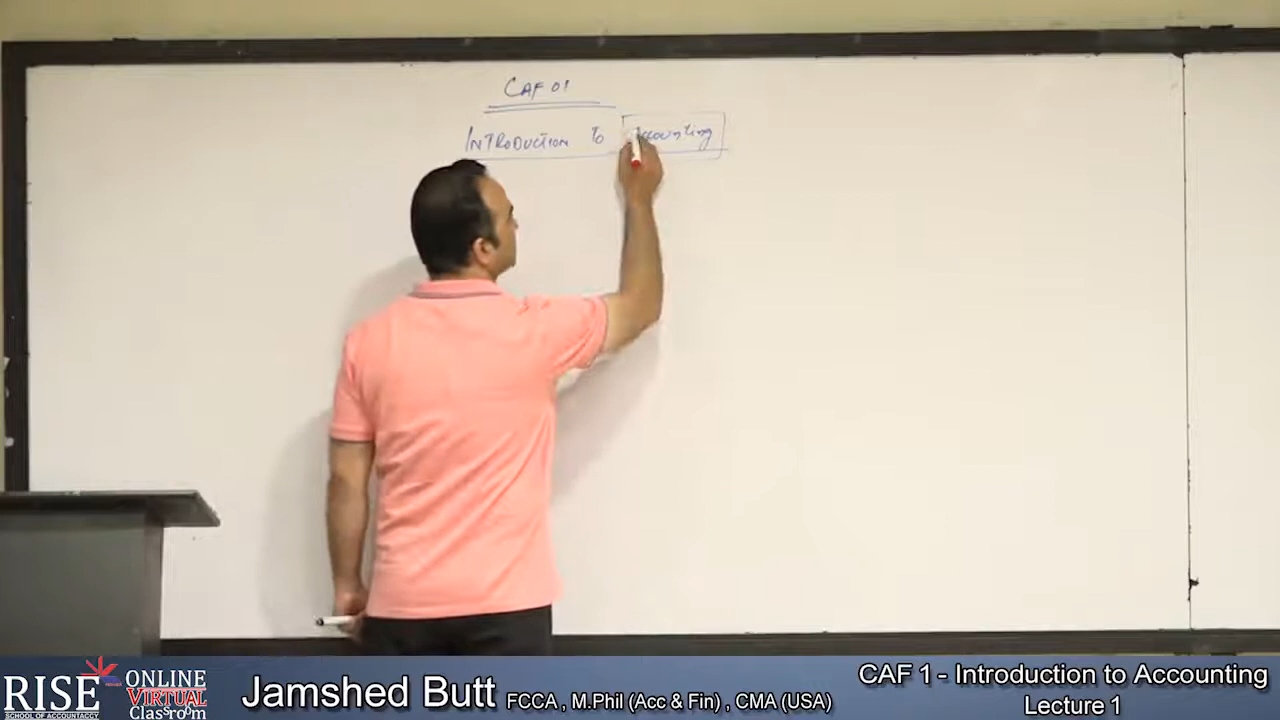 CAF 01
INTRODUCTION to Accounting
RISE
SCHOOL OF ACCOUNTACY
ONLINE
VIRTUAL
Classroom
Jamshed Butt FCCA , M.Phil (Acc & Fin) , CMA (USA)
CAF 1 - Introduction to Accounting
Lecture 1